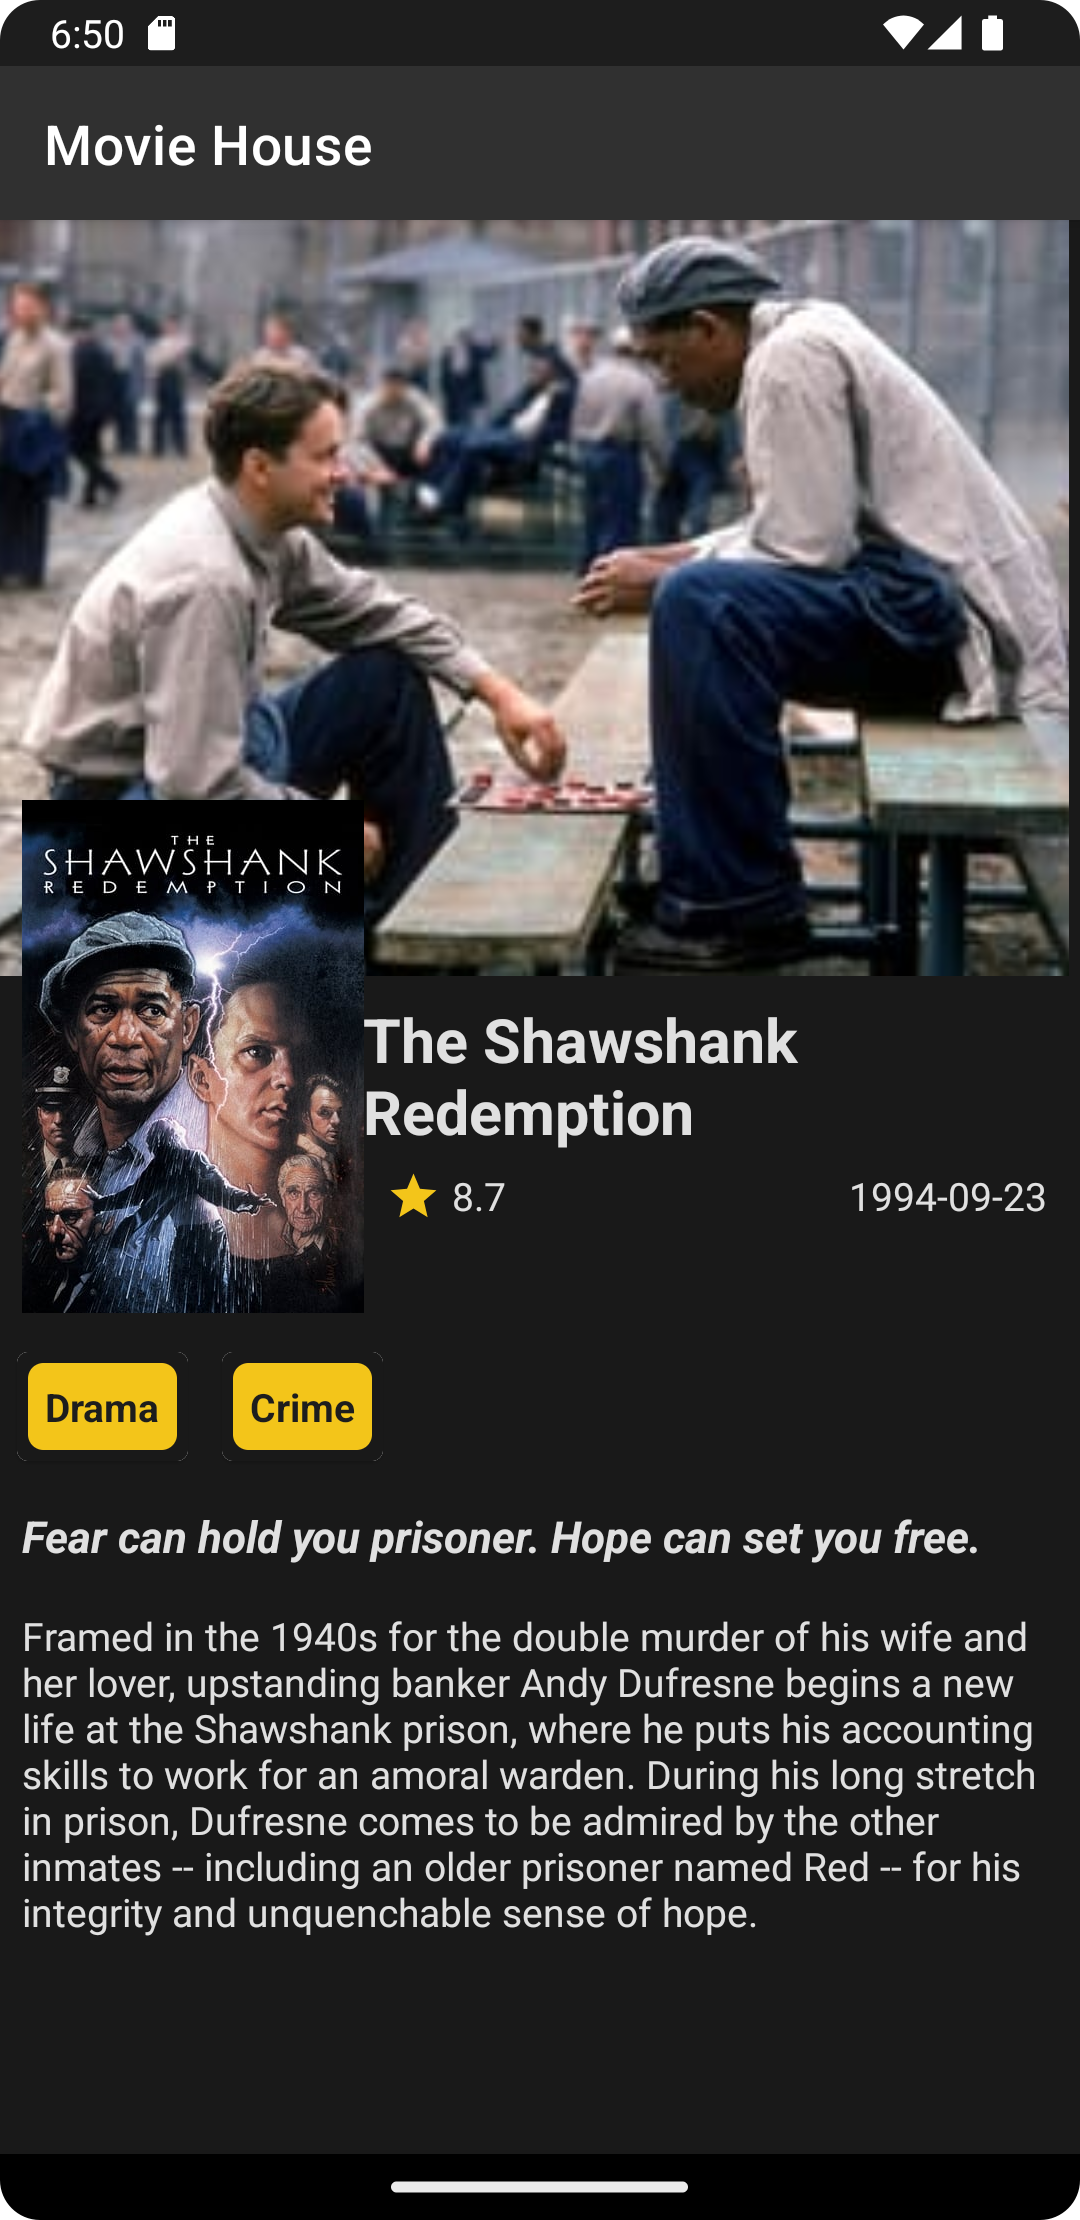 6:50
Movie House
THE
SHAWSHANK
REDEMPTION
The Shawshank
Redemption
8.7
1994-09-23
Drama
Crime
Fear can hold you prisoner. Hope can set you free.
Framed in the 1940s for the double murder of his wife and
her lover, upstanding banker Andy Dufresne begins a new
life at the Shawshank prison, where he puts his accounting
skills to work for an amoral warden. During his long stretch
in prison, Dufresne comes to be admired by the other
inmates -- including an older prisoner named Red -- for his
integrity and unquenchable sense of hope.